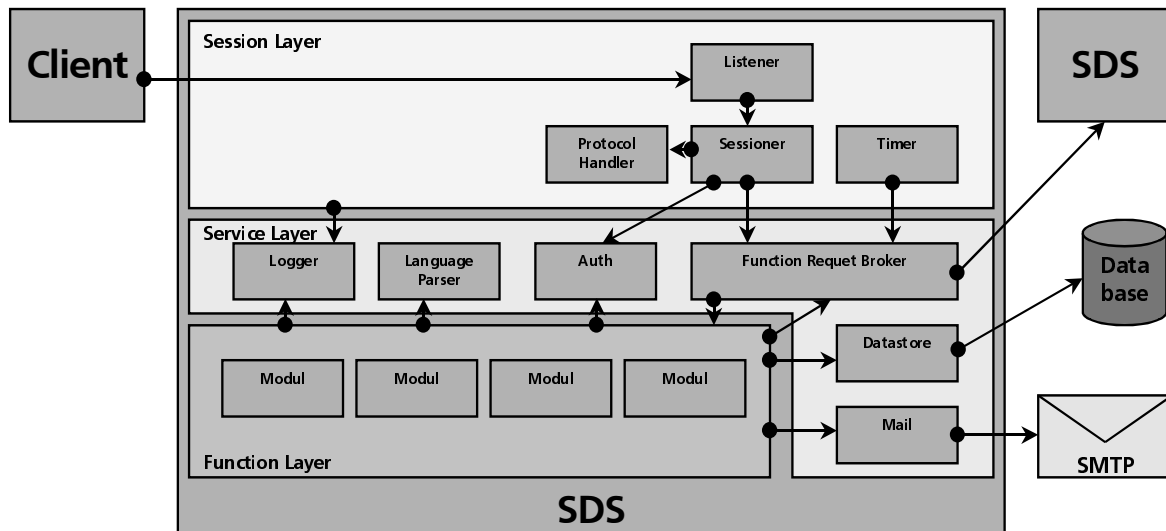 Client
Session Layer
Listener
SDS
Protocol
Handler
Sessioner
Timer
Service Layer
Logger
Language
Parser
Auth
Function Requet Broker
Data
base
Datastore
Modul
Modul
Modul
Modul
Mail
Function Layer
SMTP
SDS